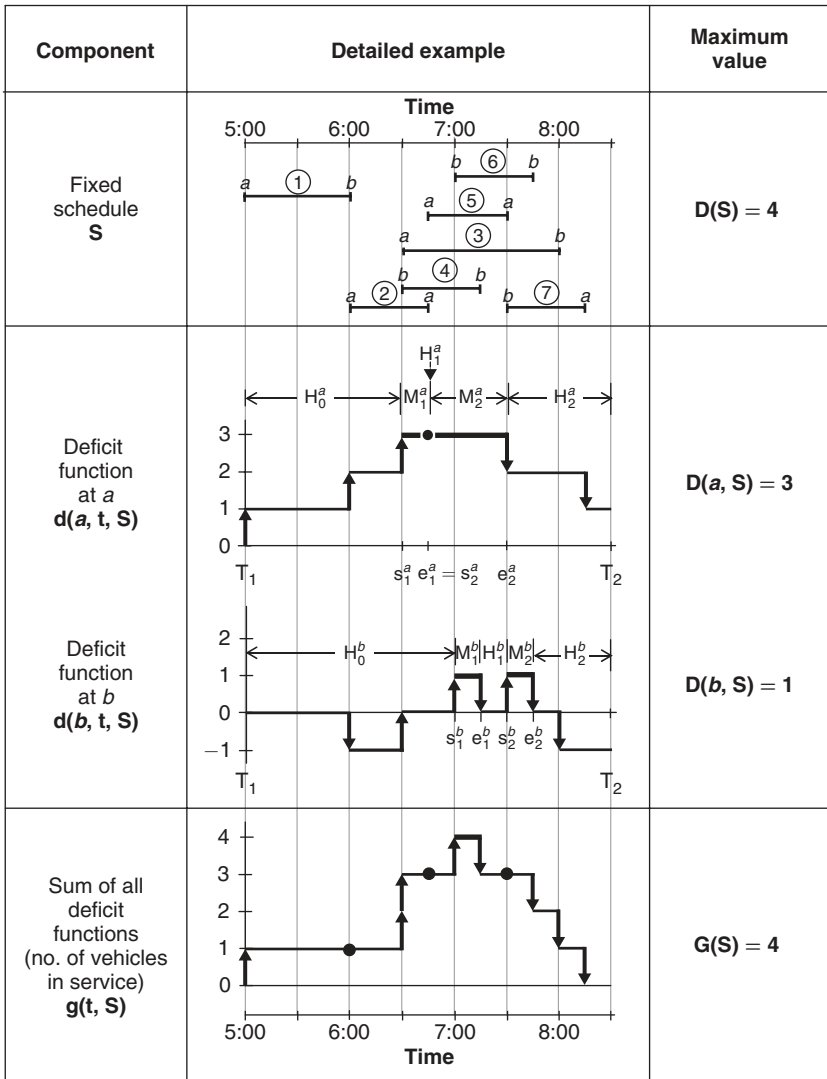 Component
Detailed example
Maximum
value
Fixed
schedule
S
Time
5:00 6:00 7:00 8:00
b 6 b
a 1 b
a 5 a
a 3 b
b 4 b
a 2 a
b 7 a
D(S) = 4
Deficit
function
at a
d(a, t, S)
H₁ᵃ
H₀ᵃ M₁ᵃ M₂ᵃ H₂ᵃ
3
2
1
0
T₁ s₁ᵃ e₁ᵃ = s₂ᵃ e₂ᵃ T₂
D(a, S) = 3
Deficit
function
at b
d(b, t, S)
H₀ᵇ M₁ᵇ H₁ᵇ M₂ᵇ H₂ᵇ
2
1
0
s₁ᵇ e₁ᵇ s₂ᵇ e₂ᵇ
−1
T₁ T₂
D(b, S) = 1
Sum of all
deficit
functions
(no. of vehicles
in service)
g(t, S)
4
3
2
1
0
5:00 6:00 7:00 8:00
Time
G(S) = 4